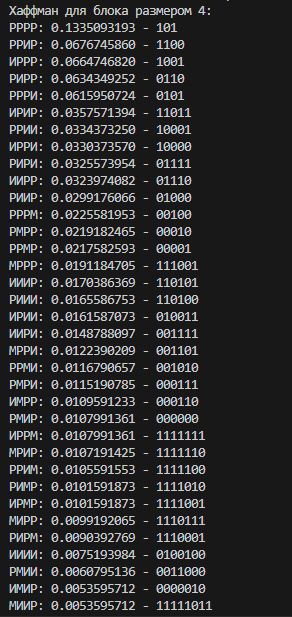 Хаффман для блока размером 4:
РРРР: 0.1335093193 - 101
РРИР: 0.0676745860 - 1100
ИРРР: 0.0664746820 - 1001
РИРР: 0.0634349252 - 0110
РРРИ: 0.0615950724 - 0101
ИРИР: 0.0357571394 - 11011
РРИИ: 0.0334373250 - 10001
ИРРИ: 0.0330373570 - 10000
РИРИ: 0.0325573954 - 01111
ИИРР: 0.0323974082 - 01110
РИИР: 0.0299176066 - 01000
РРРМ: 0.0225581953 - 00100
РМРР: 0.0219182465 - 00010
РРМР: 0.0217582593 - 00001
МРРР: 0.0191184705 - 111001
ИИИР: 0.0170386369 - 110101
РИИИ: 0.0165586753 - 110100
ИРИИ: 0.0161587073 - 010011
ИИРИ: 0.0148788097 - 001111
МРРИ: 0.0122390209 - 001101
РРМИ: 0.0116790657 - 001010
РМРИ: 0.0115190785 - 000111
ИМРР: 0.0109591233 - 000110
РМИР: 0.0107991361 - 000000
ИРРМ: 0.0107991361 - 1111111
МРИР: 0.0107191425 - 1111110
РРИМ: 0.0105591553 - 1111100
РИМР: 0.0101591873 - 1111010
ИРМР: 0.0101591873 - 1111001
МИРР: 0.0099192065 - 1110111
РИРМ: 0.0090392769 - 1110001
ИИИИ: 0.0075193984 - 0100100
РМИИ: 0.0060795136 - 0011000
ИМИР: 0.0053595712 - 0000010
МИИР: 0.0053595712 - 11111011